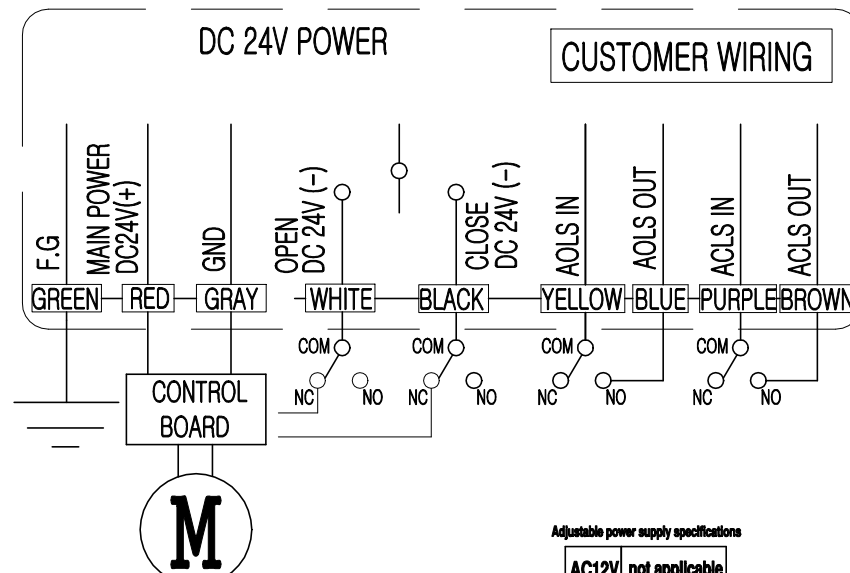 DC 24V POWER
CUSTOMER WIRING
F.G
MAIN POWER
DC24V(+)
GND
OPEN
DC 24V (-)
CLOSE
DC 24V (-)
AOLS IN
AOLS OUT
ACLS IN
ACLS OUT
GREEN
RED
GRAY
WHITE
BLACK
YELLOW
BLUE
PURPLE
BROWN
COM
COM
COM
COM
NC
NO
NC
NO
NC
NO
NC
NO
CONTROL
BOARD
M
Adjustable power supply specifications
AC12V not applicable